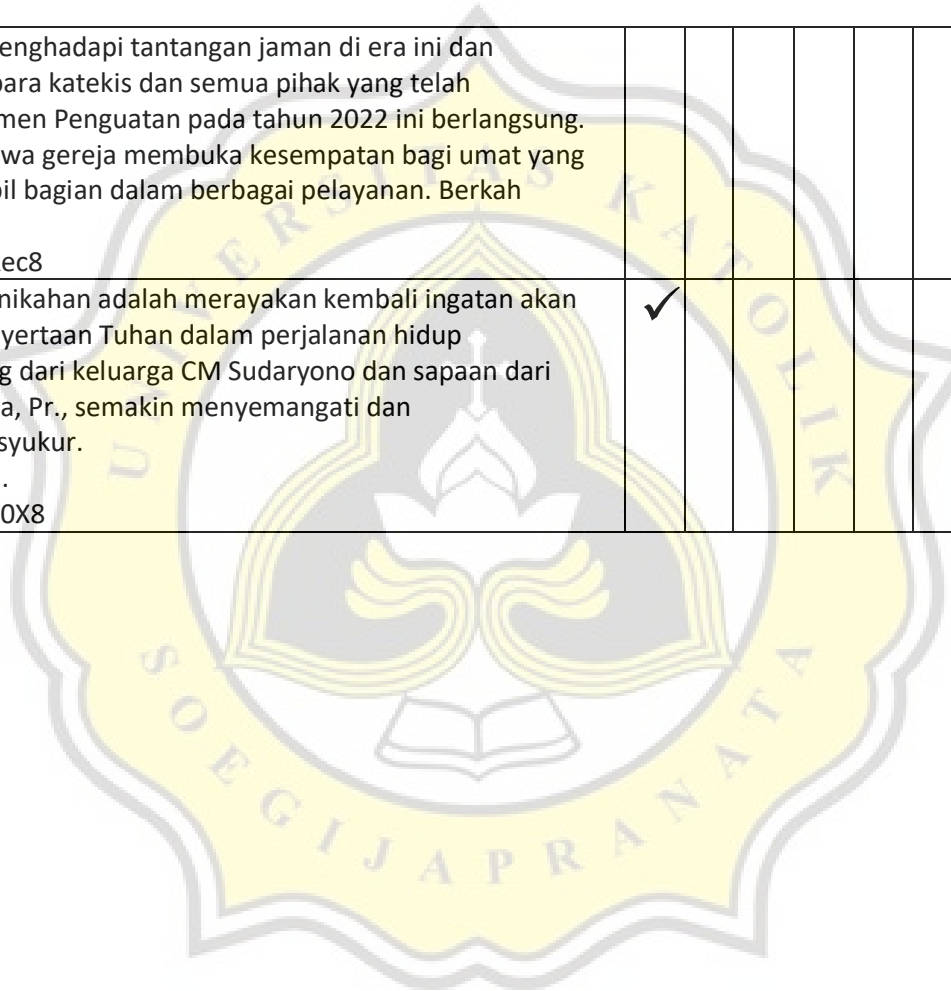 enghadapi tantangan jaman di era ini dan
para katekis dan semua pihak yang telah
men Penguatan pada tahun 2022 ini berlangsung.
wa gereja membuka kesempatan bagi umat yang
bil bagian dalam berbagai pelayanan. Berkah
ec8
nikahan adalah merayakan kembali ingatan akan
yertaan Tuhan dalam perjalanan hidup
g dari keluarga CM Sudaryono dan sapaan dari
a, Pr., semakin menyemangati dan
syukur.
.
0X8
✓
UNIVERSITAS KATOLIK
SOEGIJAPRANATA